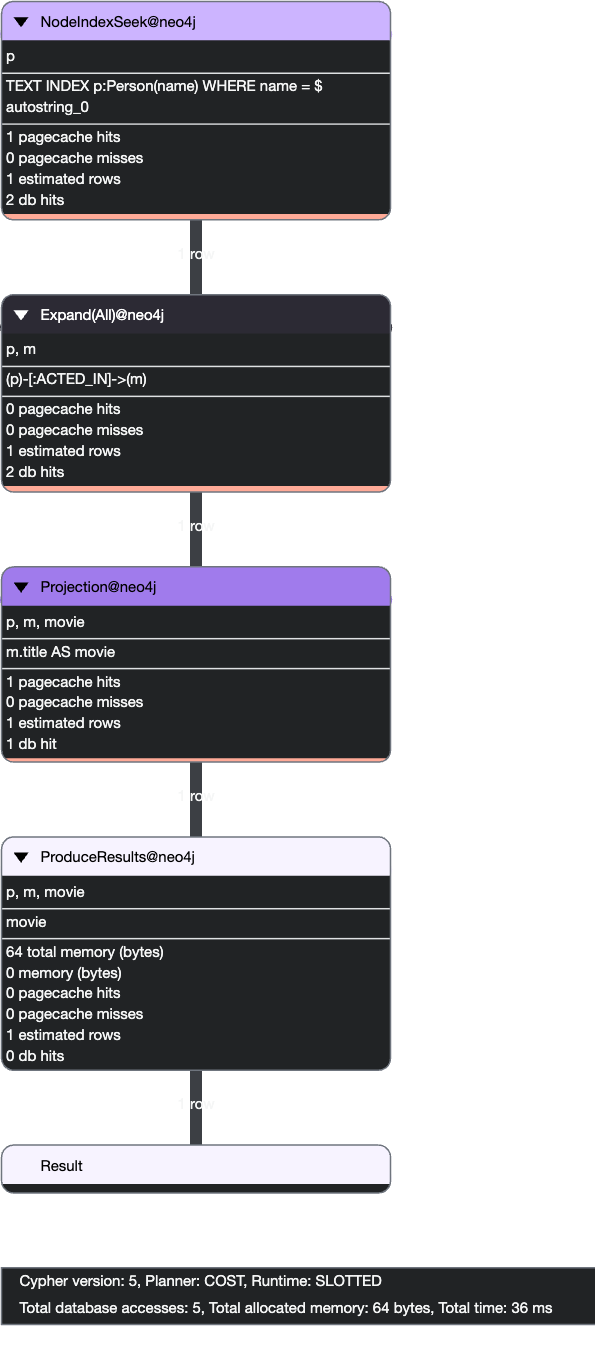 NodeIndexSeek@neo4j
p
TEXT INDEX p:Person(name) WHERE name = $
autostring_0
1 pagecache hits
0 pagecache misses
1 estimated rows
2 db hits
1 row
Expand(All)@neo4j
p, m
(p)-[:ACTED_IN]->(m)
0 pagecache hits
0 pagecache misses
1 estimated rows
2 db hits
1 row
Projection@neo4j
p, m, movie
m.title AS movie
1 pagecache hits
0 pagecache misses
1 estimated rows
1 db hit
1 row
ProduceResults@neo4j
p, m, movie
movie
64 total memory (bytes)
0 memory (bytes)
0 pagecache hits
0 pagecache misses
1 estimated rows
0 db hits
1 row
Result
Cypher version: 5, Planner: COST, Runtime: SLOTTED
Total database accesses: 5, Total allocated memory: 64 bytes, Total time: 36 ms